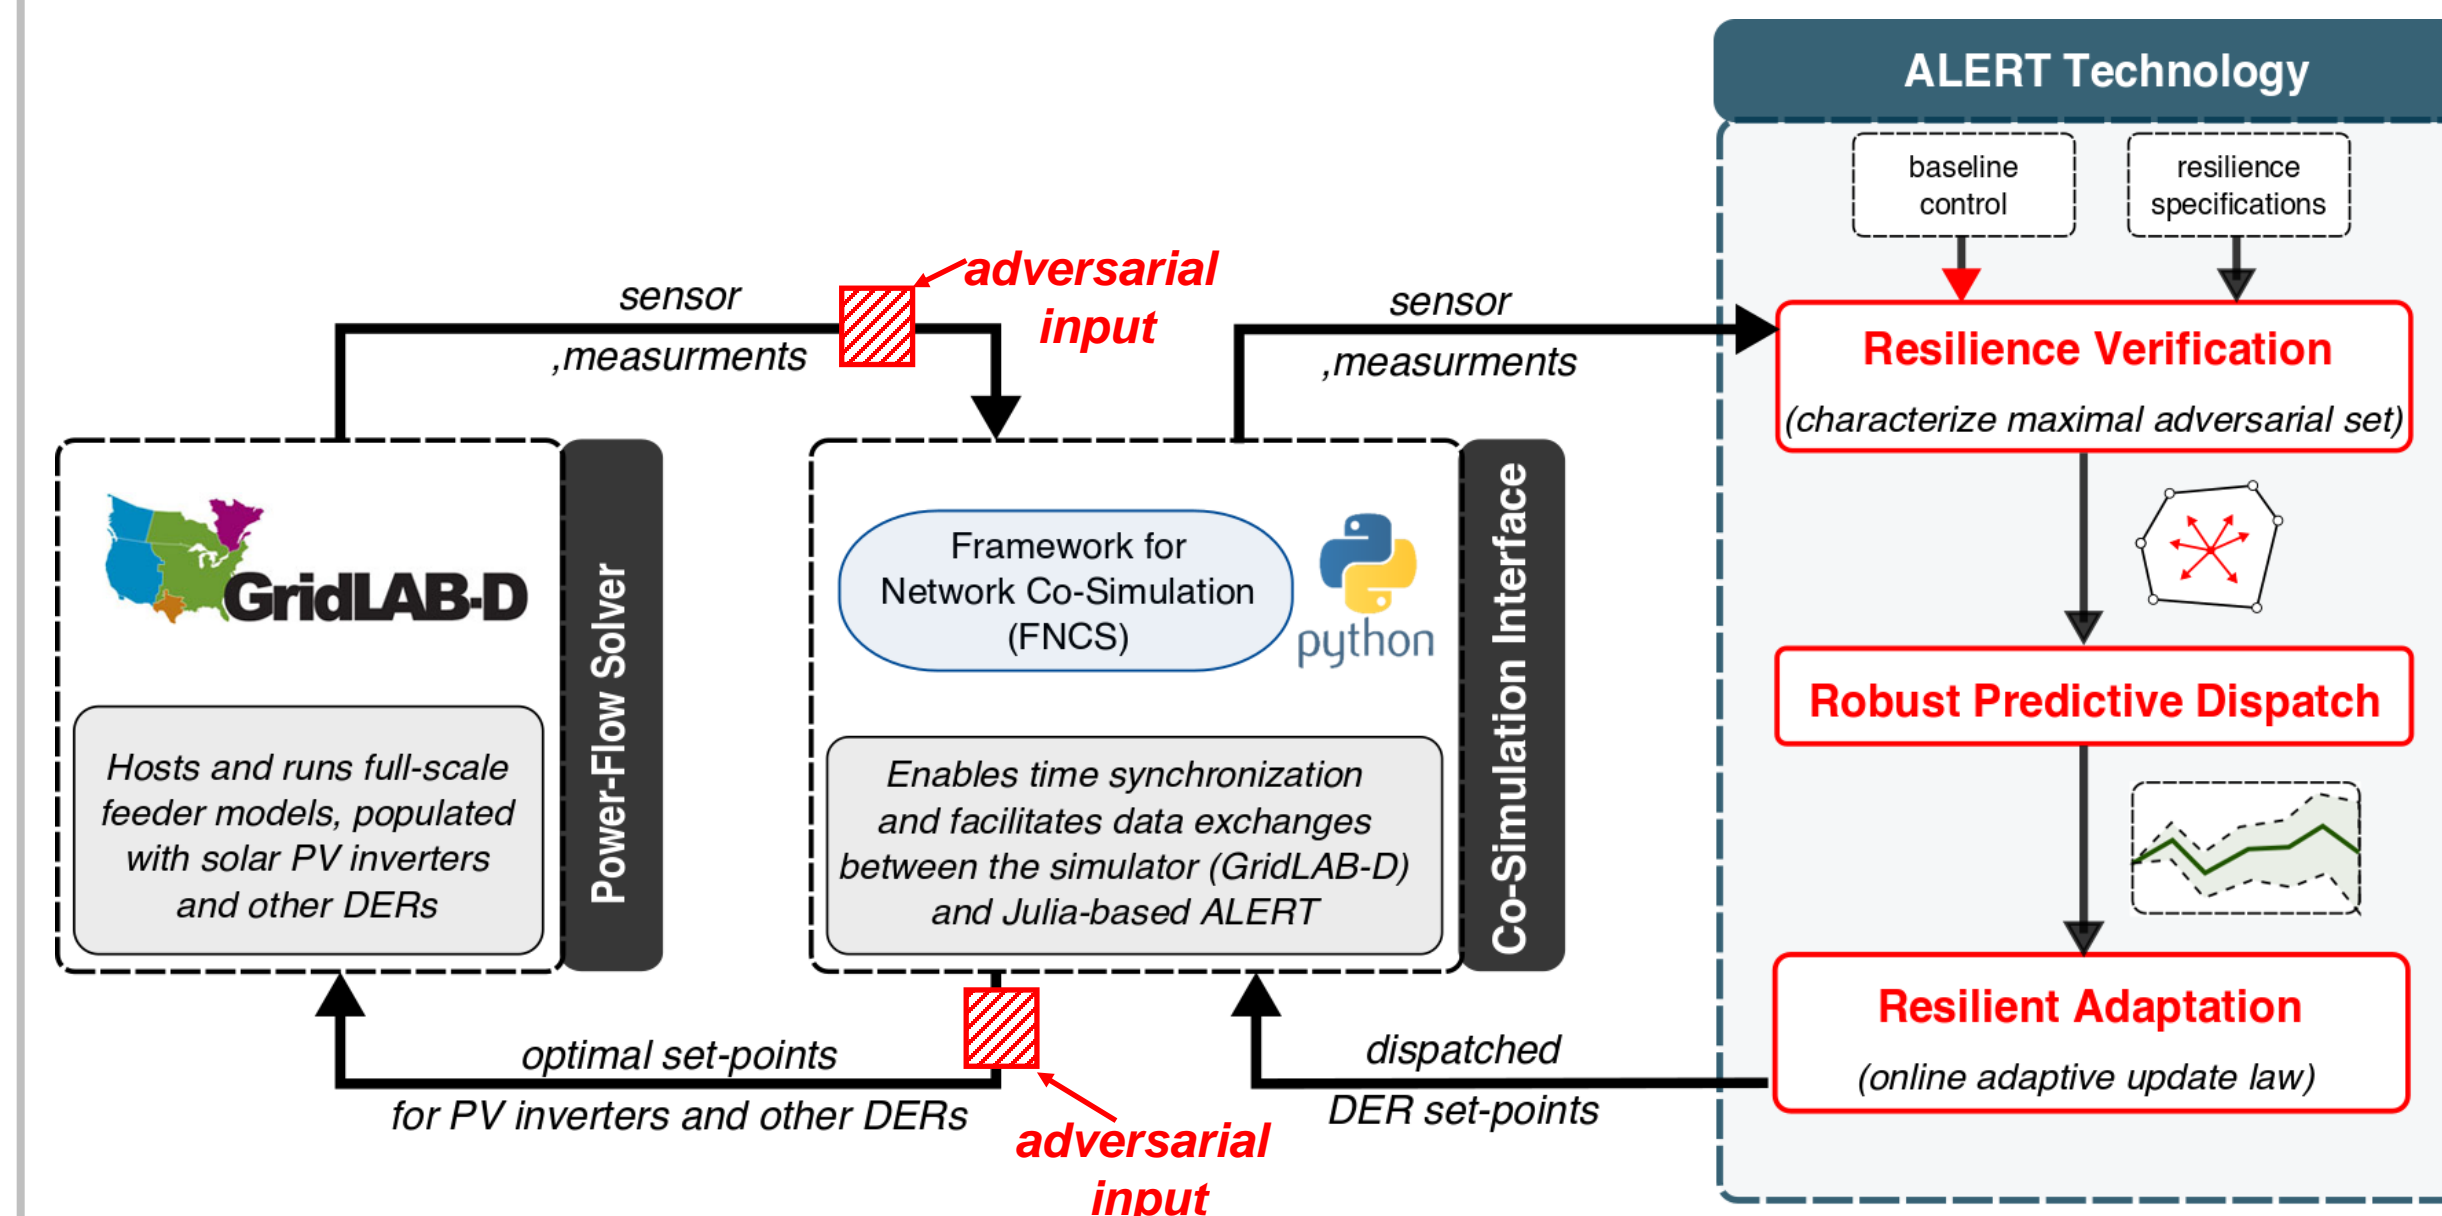 ALERT Technology
baseline
control
resilience
specifications
adversarial
input
sensor
,measurments
sensor
,measurments
Resilience Verification
(characterize maximal adversarial set)
GridLAB-D
Power-Flow Solver
Hosts and runs full-scale
feeder models, populated
with solar PV inverters
and other DERs
Framework for
Network Co-Simulation
(FNCS)
python
Co-Simulation Interface
Enables time synchronization
and facilitates data exchanges
between the simulator (GridLAB-D)
and Julia-based ALERT
Robust Predictive Dispatch
Resilient Adaptation
(online adaptive update law)
optimal set-points
for PV inverters and other DERs
dispatched
DER set-points
adversarial
input